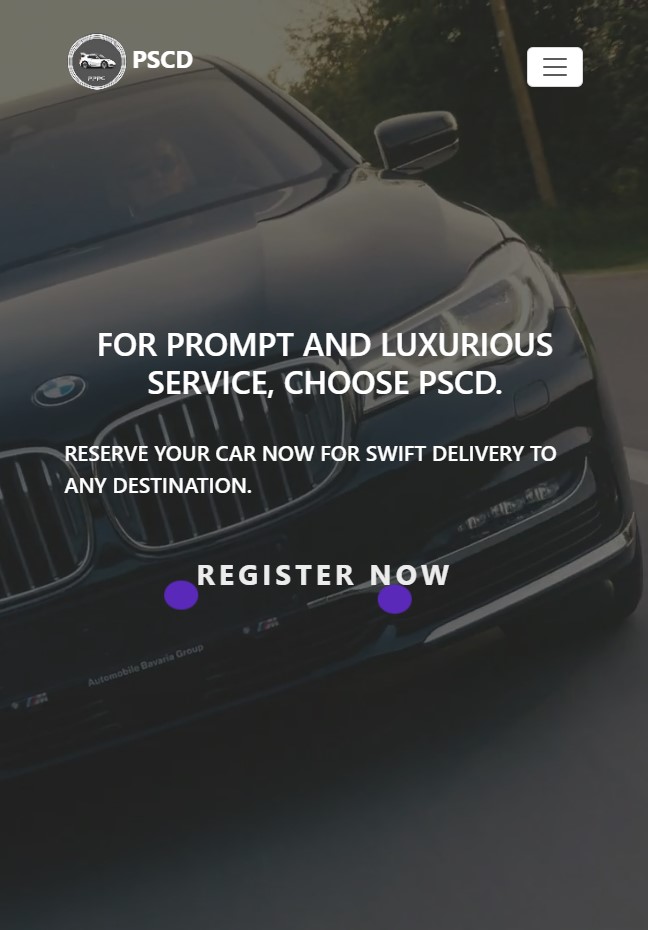 PSCD
FOR PROMPT AND LUXURIOUS
SERVICE, CHOOSE PSCD.
RESERVE YOUR CAR NOW FOR SWIFT DELIVERY TO
ANY DESTINATION.
REGISTER NOW
Automobile Bavaria Group